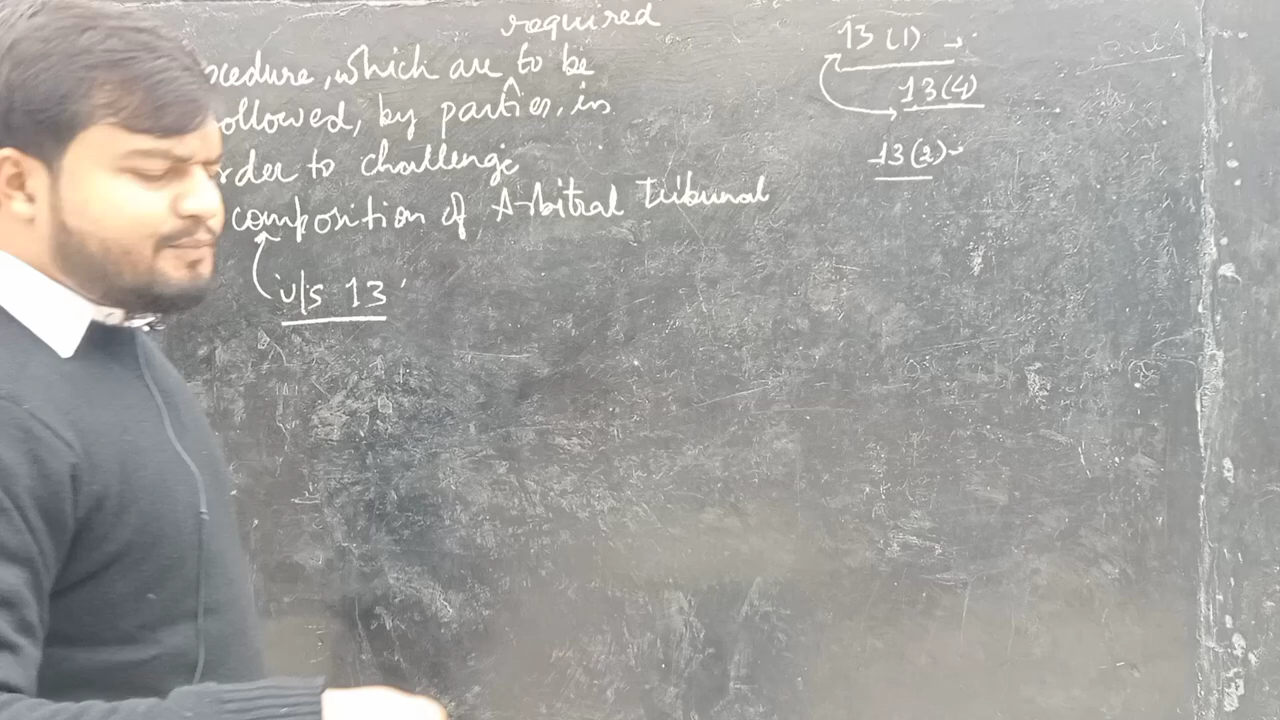 required
ocedure, which are ^ to be
ollowed, by parties, in
rder to challenge
composition of Arbitral Tribunal
u/s 13
13 (1) →
13 (4)
13 (2)